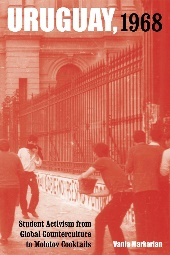 URUGUAY, 1968
Student Activism from
Global Counterculture
to Molotov Cocktails
Vania Markarian